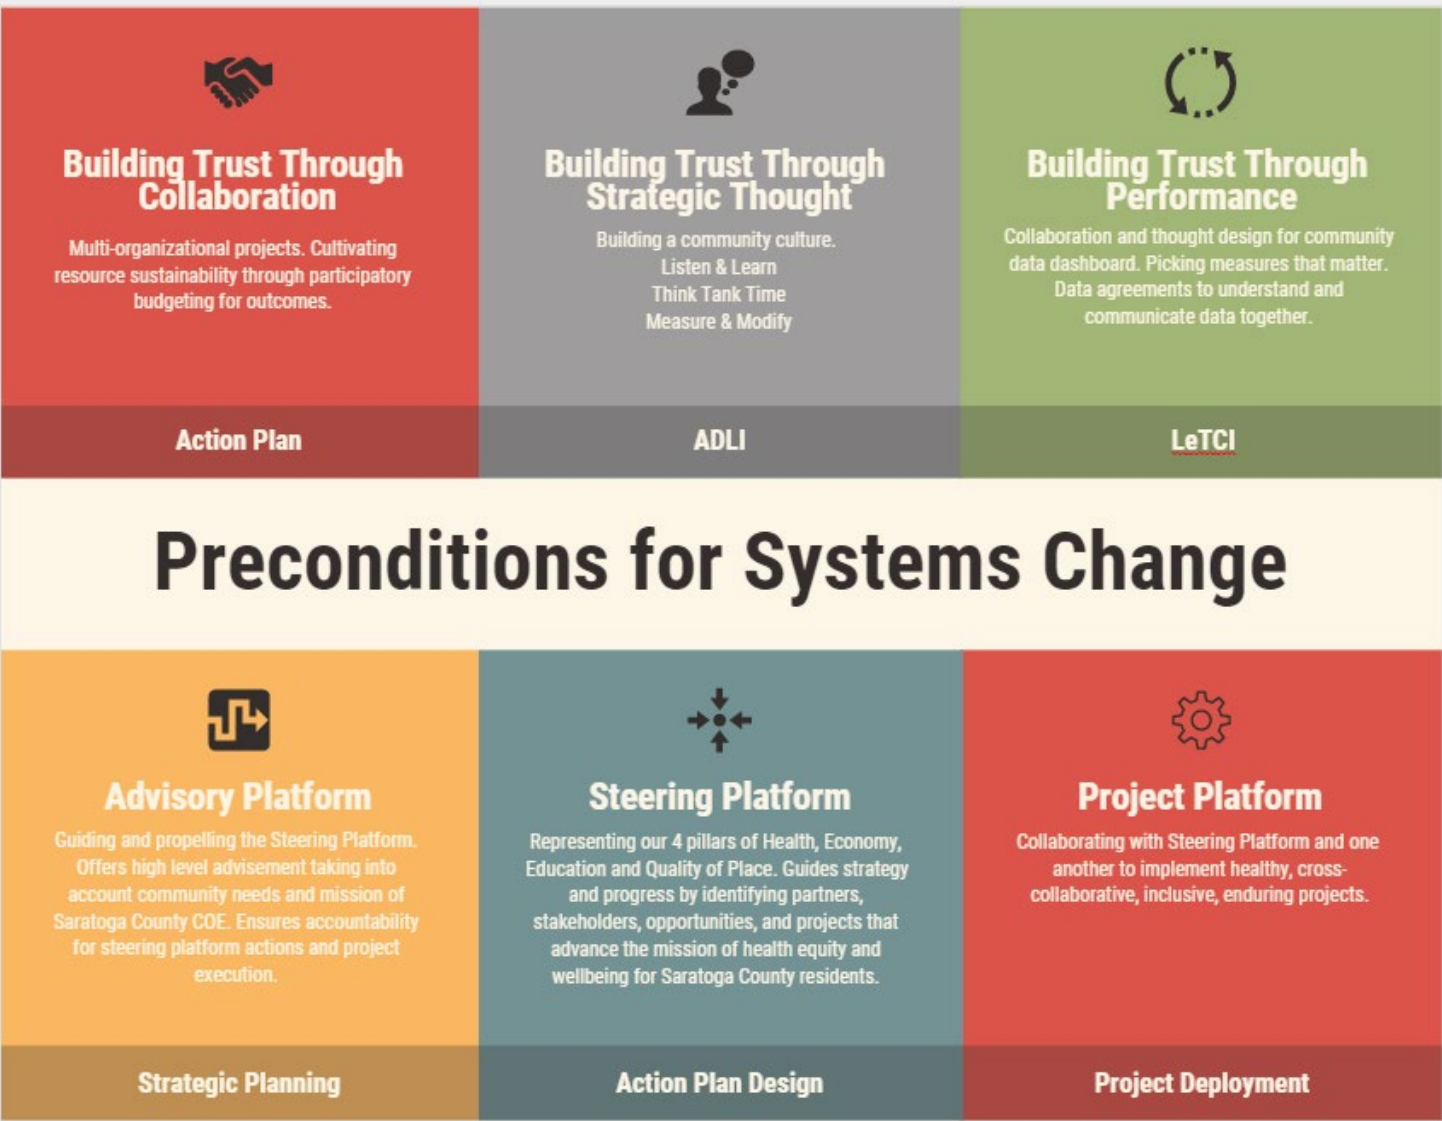 Building Trust Through
Collaboration
Multi-organizational projects. Cultivating
resource sustainability through participatory
budgeting for outcomes.
Action Plan
Building Trust Through
Strategic Thought
Building a community culture.
Listen & Learn
Think Tank Time
Measure & Modify
ADLI
Building Trust Through
Performance
Collaboration and thought design for community
data dashboard. Picking measures that matter.
Data agreements to understand and
communicate data together.
LeTCI
Preconditions for Systems Change
Advisory Platform
Guiding and propelling the Steering Platform.
Offers high level advisement taking into
account community needs and mission of
Saratoga County COE. Ensures accountability
for steering platform actions and project
execution.
Strategic Planning
Steering Platform
Representing our 4 pillars of Health, Economy,
Education and Quality of Place. Guides strategy
and progress by identifying partners,
stakeholders, opportunities, and projects that
advance the mission of health equity and
wellbeing for Saratoga County residents.
Action Plan Design
Project Platform
Collaborating with Steering Platform and one
another to implement healthy, cross-
collaborative, inclusive, enduring projects.
Project Deployment